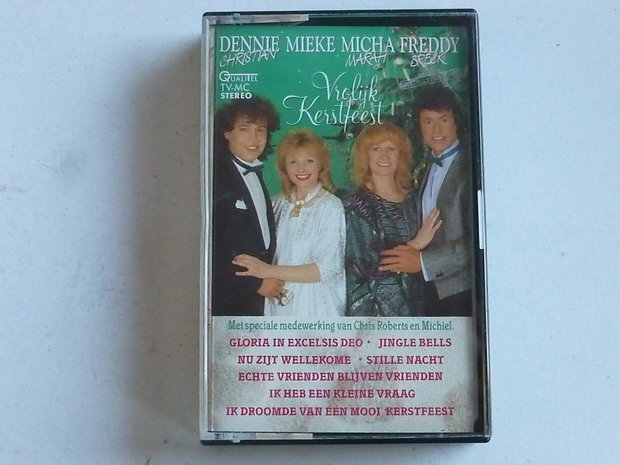 DENNIE MIEKE MICHA FREDDY
CHRISTIAN MARAH BRECK
QUALITEL
TV-MC
STEREO
Vrolijk
Kerstfeest
Met speciale medewerking van Chris Roberts en Michiel
GLORIA IN EXCELSIS DEO • JINGLE BELLS
NU ZIJT WELLEKOME • STILLE NACHT
ECHTE VRIENDEN BLIJVEN VRIENDEN
IK HEB EEN KLEINE VRAAG
IK DROOMDE VAN EEN MOOI KERSTFEEST